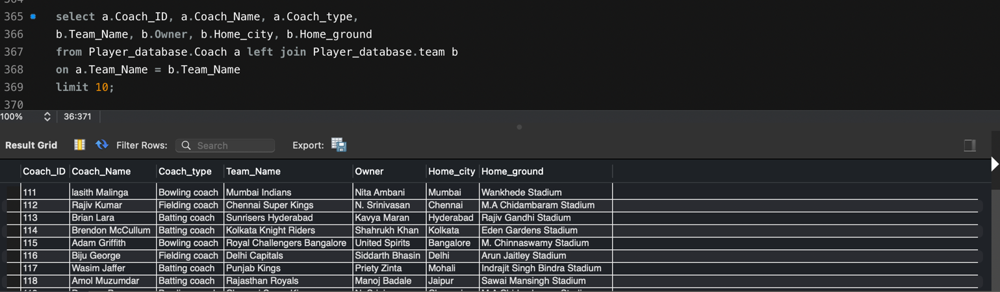 364
365 select a.Coach_ID, a.Coach_Name, a.Coach_type,
366 b.Team_Name, b.Owner, b.Home_city, b.Home_ground
367 from Player_database.Coach a left join Player_database.team b
368 on a.Team_Name = b.Team_Name
369 limit 10;
370
100% 36:371
Result Grid Filter Rows: Search Export:
Coach_ID Coach_Name Coach_type Team_Name Owner Home_city Home_ground
111 lasith Malinga Bowling coach Mumbai Indians Nita Ambani Mumbai Wankhede Stadium
112 Rajiv Kumar Fielding coach Chennai Super Kings N. Srinivasan Chennai M.A Chidambaram Stadium
113 Brian Lara Batting coach Sunrisers Hyderabad Kavya Maran Hyderabad Rajiv Gandhi Stadium
114 Brendon McCullum Batting coach Kolkata Knight Riders Shahrukh Khan Kolkata Eden Gardens Stadium
115 Adam Griffith Bowling coach Royal Challengers Bangalore United Spirits Bangalore M. Chinnaswamy Stadium
116 Biju George Fielding coach Delhi Capitals Siddarth Bhasin Delhi Arun Jaitley Stadium
117 Wasim Jaffer Batting coach Punjab Kings Priety Zinta Mohali Indrajit Singh Bindra Stadium
118 Amol Muzumdar Batting coach Rajasthan Royals Manoj Badale Jaipur Sawai Mansingh Stadium